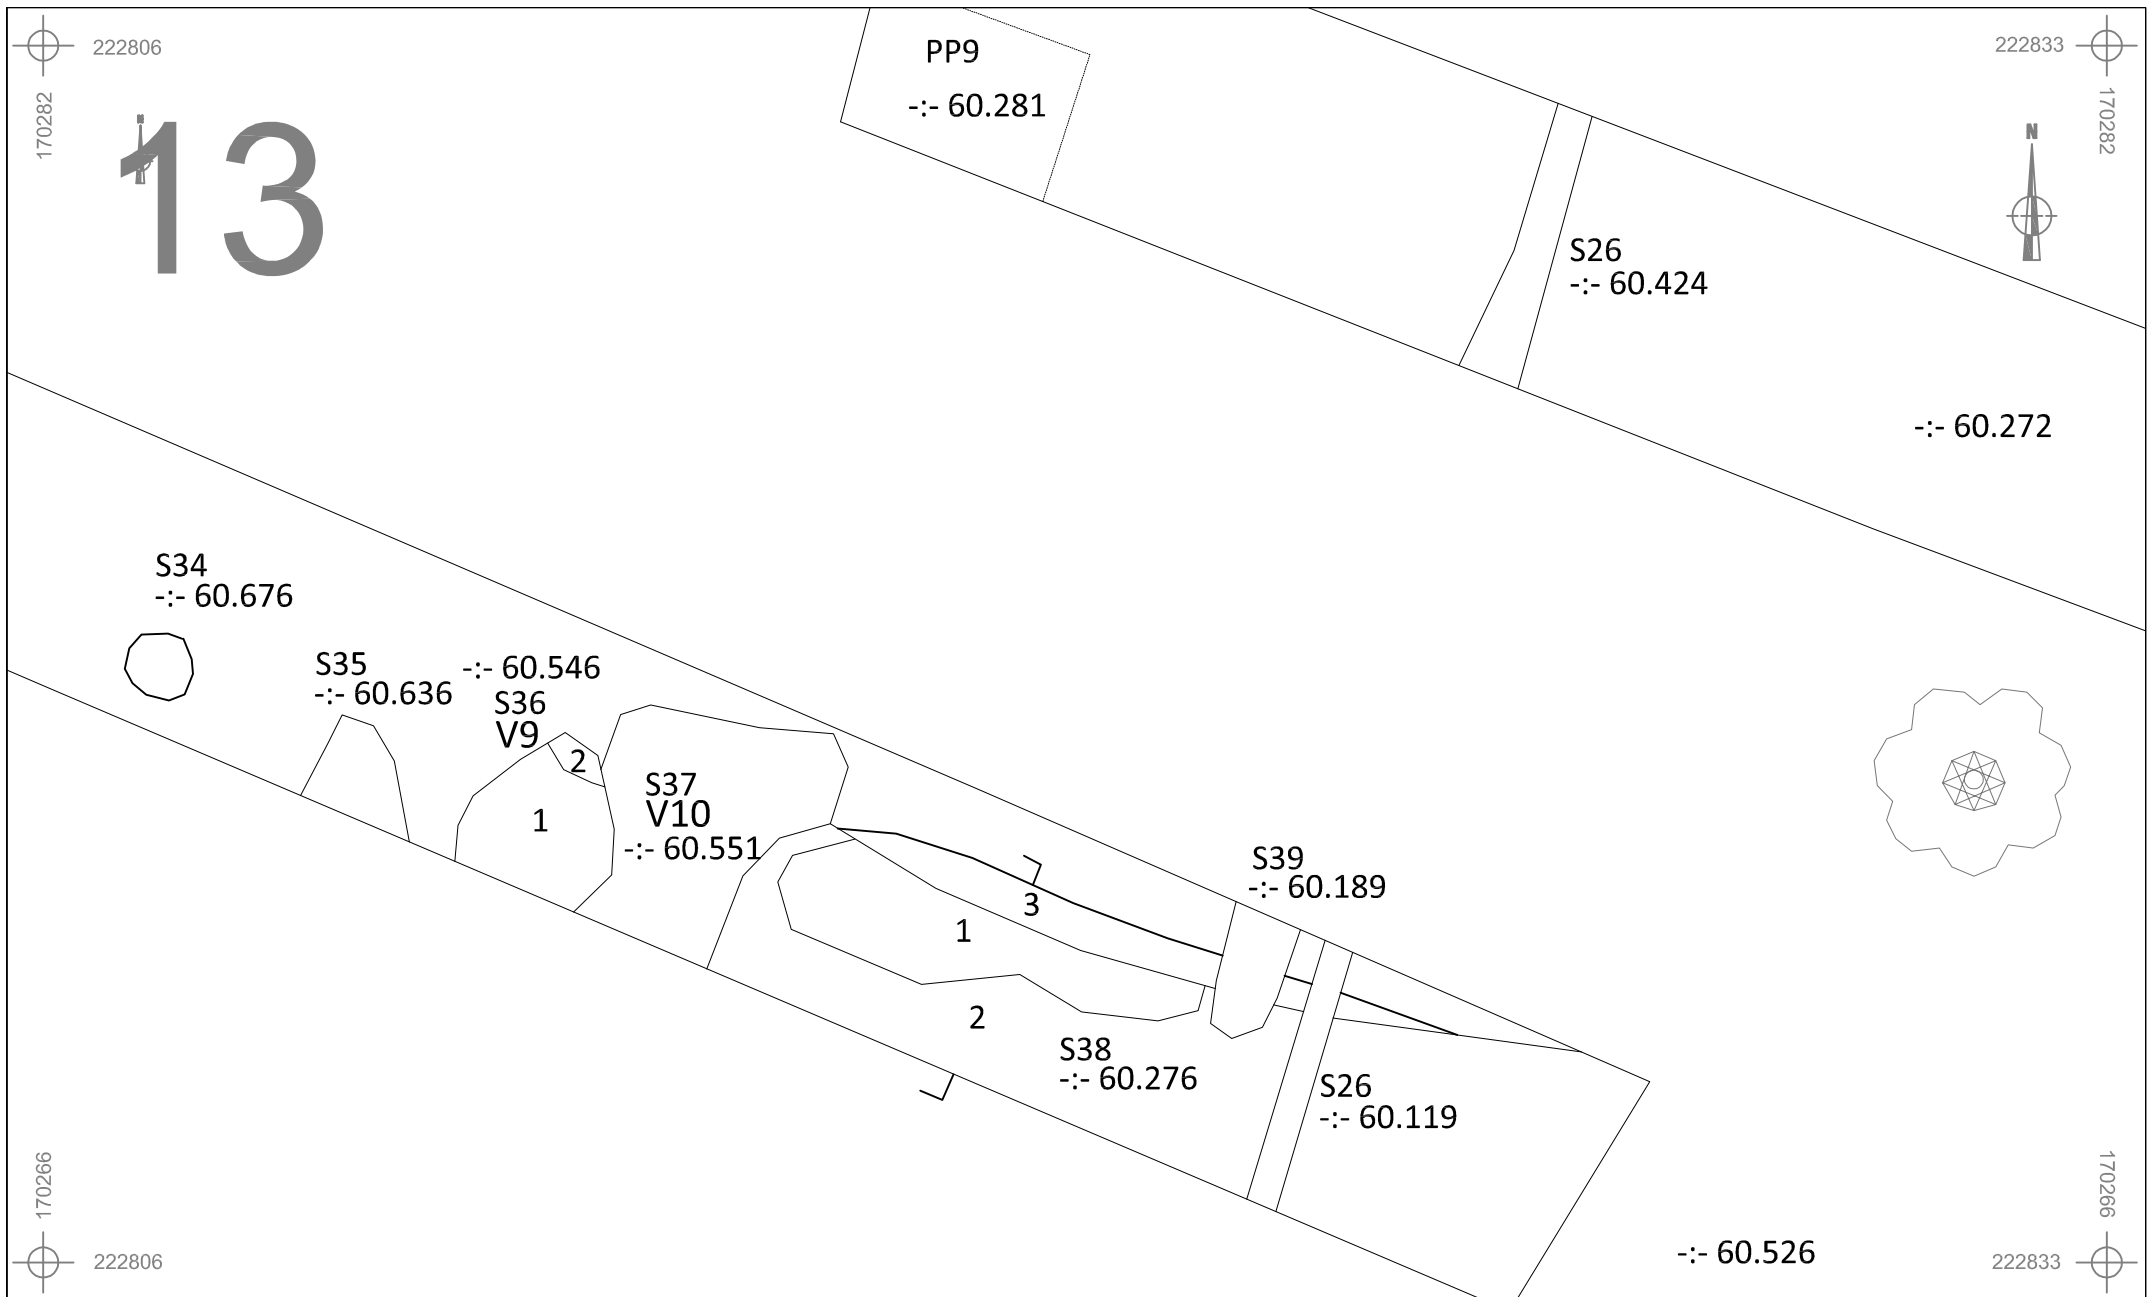 222806
222833
170282
170282
13
N
N
PP9
-:- 60.281
S26
-:- 60.424
-:- 60.272
S34
-:- 60.676
S35
-:- 60.636
-:- 60.546
S36
V9
2
1
S37
V10
-:- 60.551
S39
-:- 60.189
3
1
2
S38
-:- 60.276
S26
-:- 60.119
170266
170266
222806
-:- 60.526
222833